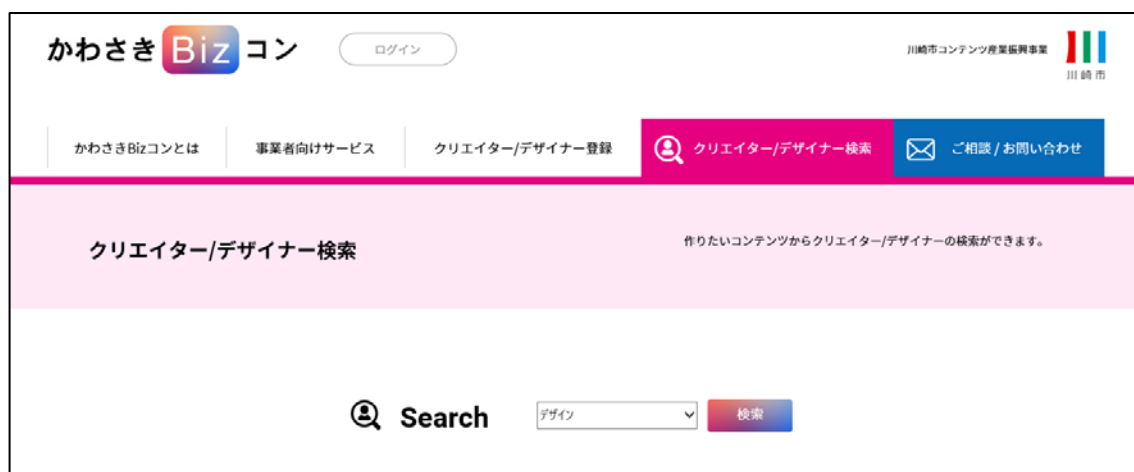 かわさき Biz コン
ログイン
川崎市コンテンツ産業振興事業
川崎市
かわさきBizコンとは
事業者向けサービス
クリエイター/デザイナー登録
クリエイター/デザイナー検索
ご相談 / お問い合わせ
クリエイター/デザイナー検索
作りたいコンテンツからクリエイター/デザイナーの検索ができます。
Search
デザイン
検索